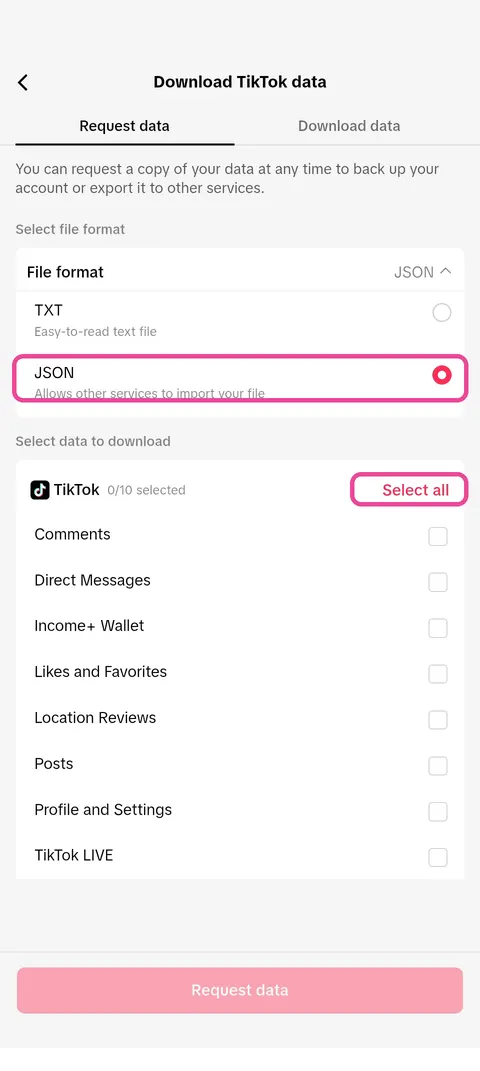 Download TikTok data
Request data
Download data
You can request a copy of your data at any time to back up your
account or export it to other services.
Select file format
File format
JSON
TXT
Easy-to-read text file
JSON
Allows other services to import your file
Select data to download
TikTok 0/10 selected
Select all
Comments
Direct Messages
Income+ Wallet
Likes and Favorites
Location Reviews
Posts
Profile and Settings
TikTok LIVE
Request data